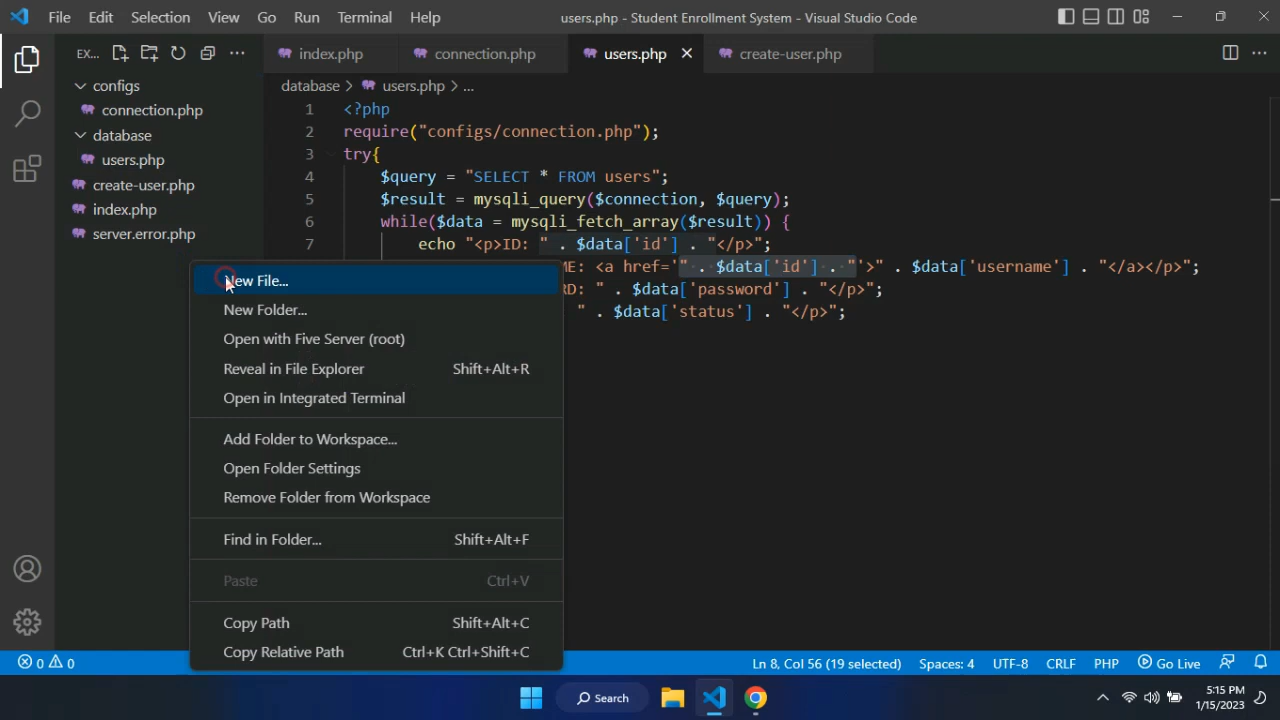 File Edit Selection View Go Run Terminal Help users.php - Student Enrollment System - Visual Studio Code
EX... index.php connection.php users.php create-user.php
configs
connection.php
database
users.php
create-user.php
index.php
server.error.php
database > users.php > ...
1 <?php
2 require("configs/connection.php");
3 try{
4 $query = "SELECT * FROM users";
5 $result = mysqli_query($connection, $query);
6 while($data = mysqli_fetch_array($result)) {
7 echo "<p>ID: " . $data['id'] . "</p>";
ME: <a href='" . $data['id'] . "'>" . $data['username'] . "</a></p>";
RD: " . $data['password'] . "</p>";
" . $data['status'] . "</p>";
New File...
New Folder...
Open with Five Server (root)
Reveal in File Explorer Shift+Alt+R
Open in Integrated Terminal
Add Folder to Workspace...
Open Folder Settings
Remove Folder from Workspace
Find in Folder... Shift+Alt+F
Paste Ctrl+V
Copy Path Shift+Alt+C
Copy Relative Path Ctrl+K Ctrl+Shift+C
0 0 Ln 8, Col 56 (19 selected) Spaces: 4 UTF-8 CRLF PHP Go Live
Search
5:15 PM
1/15/2023